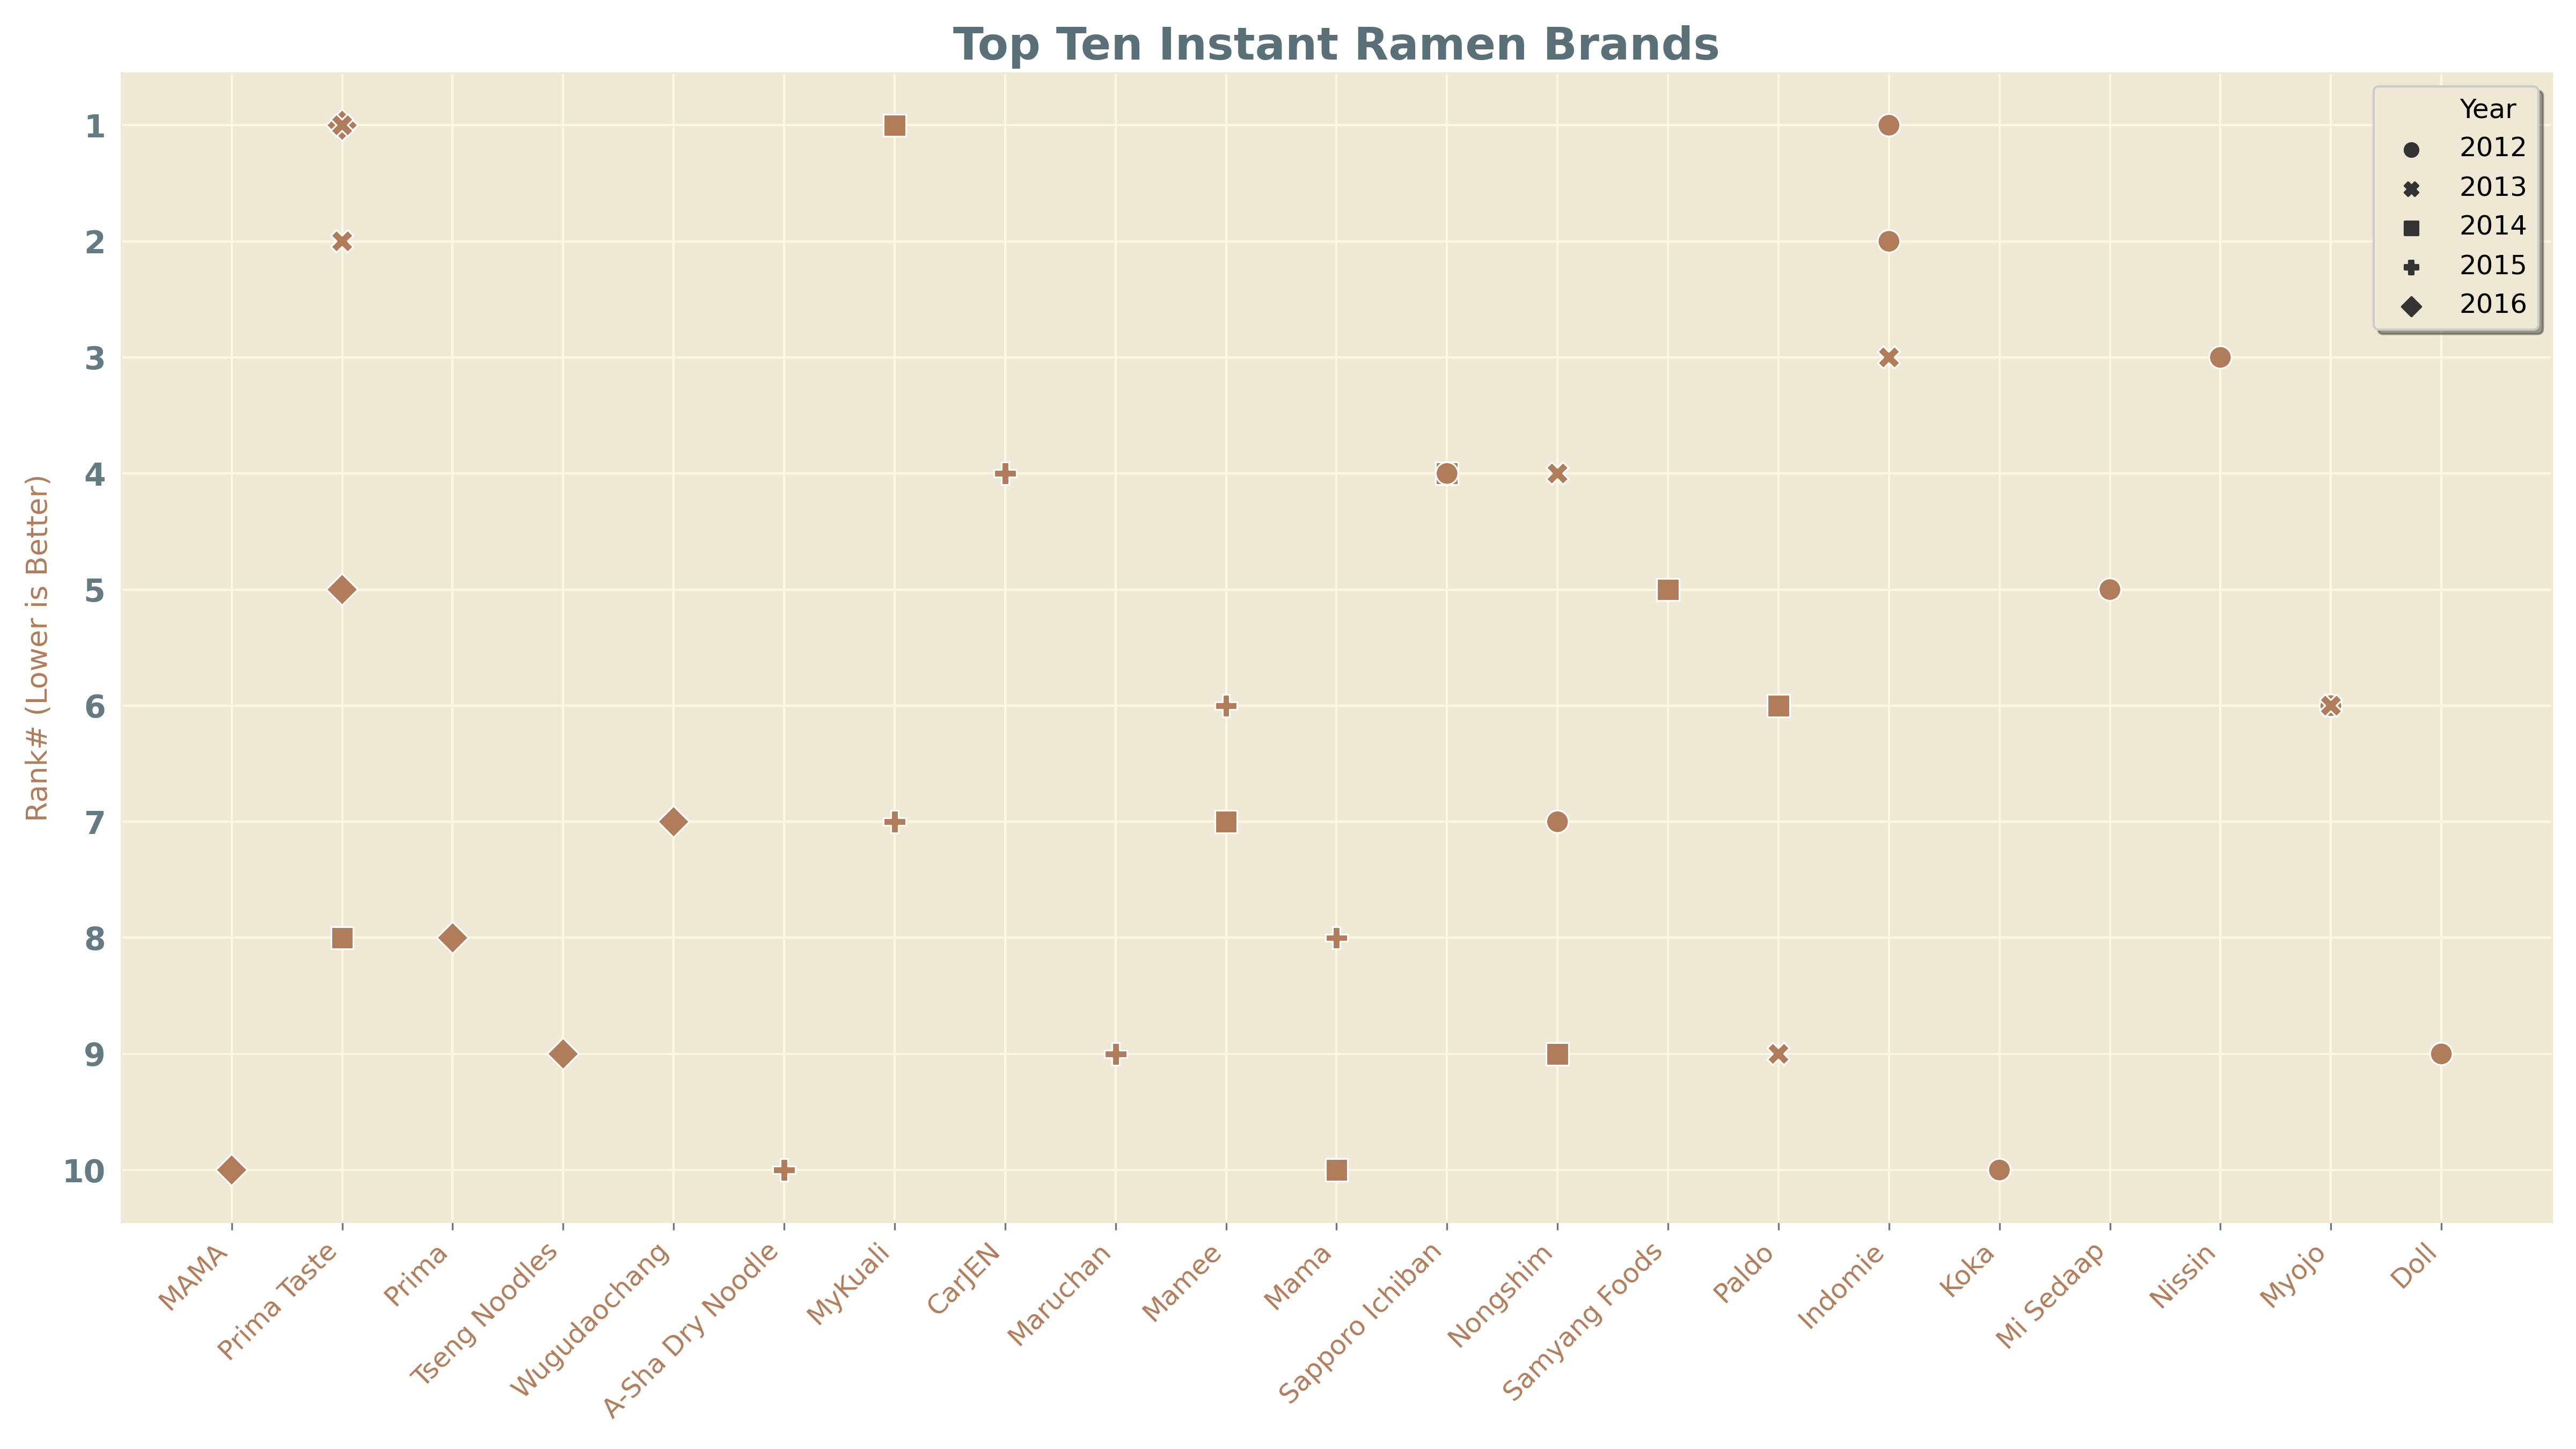 Top Ten Instant Ramen Brands
Year
2012
2013
2014
2015
2016
Rank# (Lower is Better)
1
2
3
4
5
6
7
8
9
10
MAMA
Prima Taste
Prima
Tseng Noodles
Wugudaochang
A-Sha Dry Noodle
MyKuali
CarJEN
Maruchan
Mamee
Mama
Sapporo Ichiban
Nongshim
Samyang Foods
Paldo
Indomie
Koka
Mi Sedaap
Nissin
Myojo
Doll